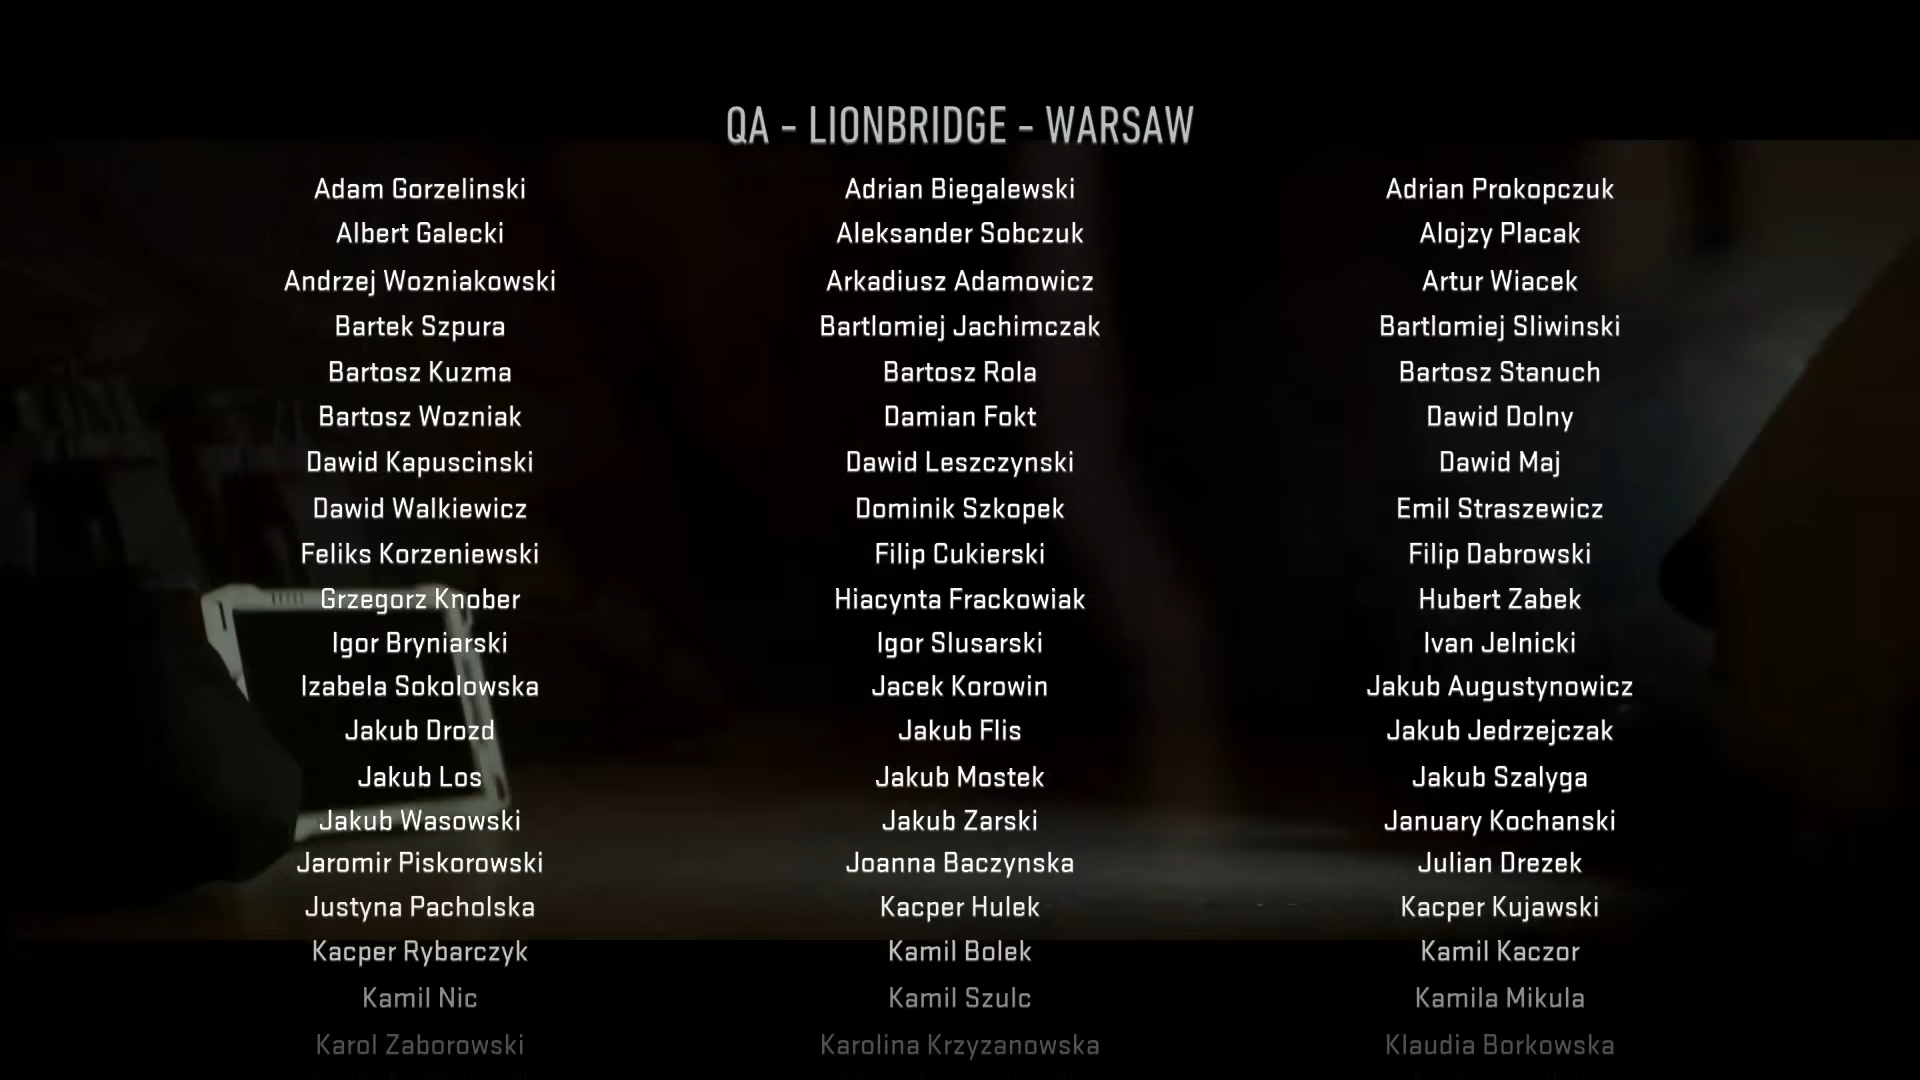 QA - LIONBRIDGE - WARSAW
Adam Gorzelinski Adrian Biegalewski Adrian Prokopczuk
Albert Galecki Aleksander Sobczuk Alojzy Placak
Andrzej Wozniakowski Arkadiusz Adamowicz Artur Wiacek
Bartek Szpura Bartlomiej Jachimczak Bartlomiej Sliwinski
Bartosz Kuzma Bartosz Rola Bartosz Stanuch
Bartosz Wozniak Damian Fokt Dawid Dolny
Dawid Kapuscinski Dawid Leszczynski Dawid Maj
Dawid Walkiewicz Dominik Szkopek Emil Straszewicz
Feliks Korzeniewski Filip Cukierski Filip Dabrowski
Grzegorz Knober Hiacynta Frackowiak Hubert Zabek
Igor Bryniarski Igor Slusarski Ivan Jelnicki
Izabela Sokolowska Jacek Korowin Jakub Augustynowicz
Jakub Drozd Jakub Flis Jakub Jedrzejczak
Jakub Los Jakub Mostek Jakub Szalyga
Jakub Wasowski Jakub Zarski January Kochanski
Jaromir Piskorowski Joanna Baczynska Julian Drezek
Justyna Pacholska Kacper Hulek Kacper Kujawski
Kacper Rybarczyk Kamil Bolek Kamil Kaczor
Kamil Nic Kamil Szulc Kamila Mikula
Karol Zaborowski Karolina Krzyzanowska Klaudia Borkowska